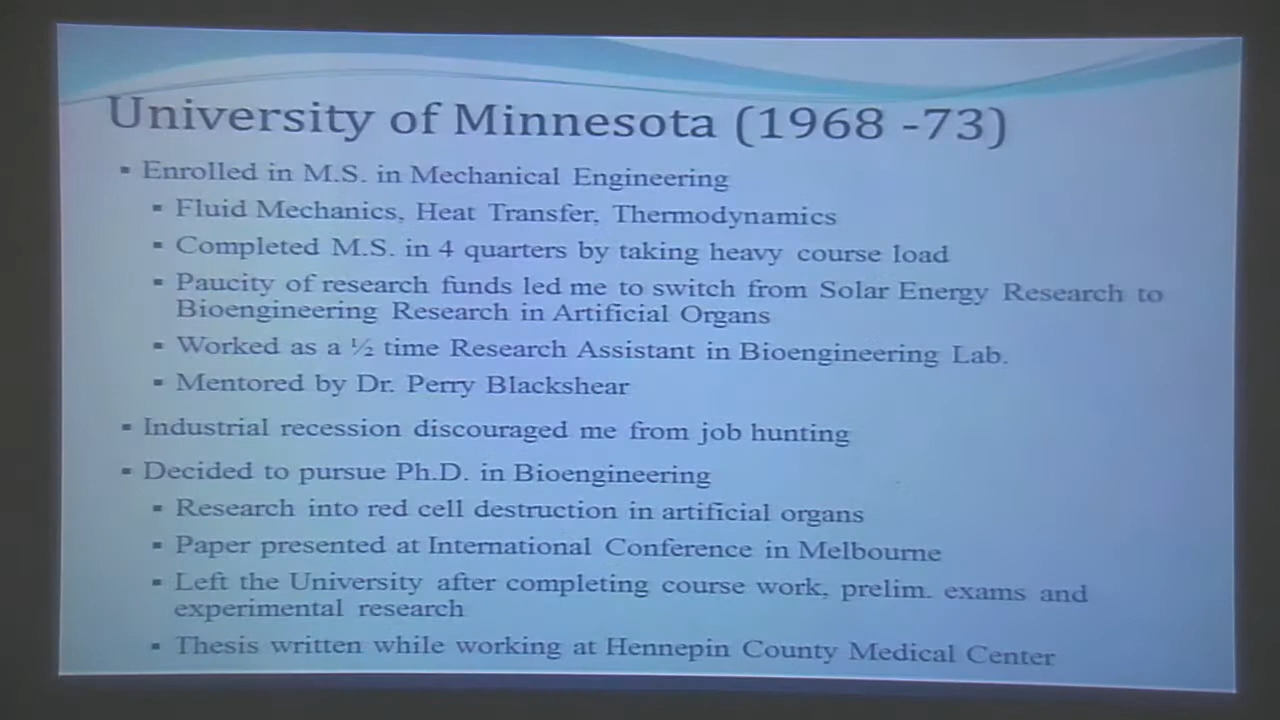 University of Minnesota (1968 -73)
▪ Enrolled in M.S. in Mechanical Engineering
▪ Fluid Mechanics, Heat Transfer, Thermodynamics
▪ Completed M.S. in 4 quarters by taking heavy course load
▪ Paucity of research funds led me to switch from Solar Energy Research to
Bioengineering Research in Artificial Organs
▪ Worked as a ½ time Research Assistant in Bioengineering Lab.
▪ Mentored by Dr. Perry Blackshear
▪ Industrial recession discouraged me from job hunting
▪ Decided to pursue Ph.D. in Bioengineering
▪ Research into red cell destruction in artificial organs
▪ Paper presented at International Conference in Melbourne
▪ Left the University after completing course work, prelim. exams and
experimental research
▪ Thesis written while working at Hennepin County Medical Center